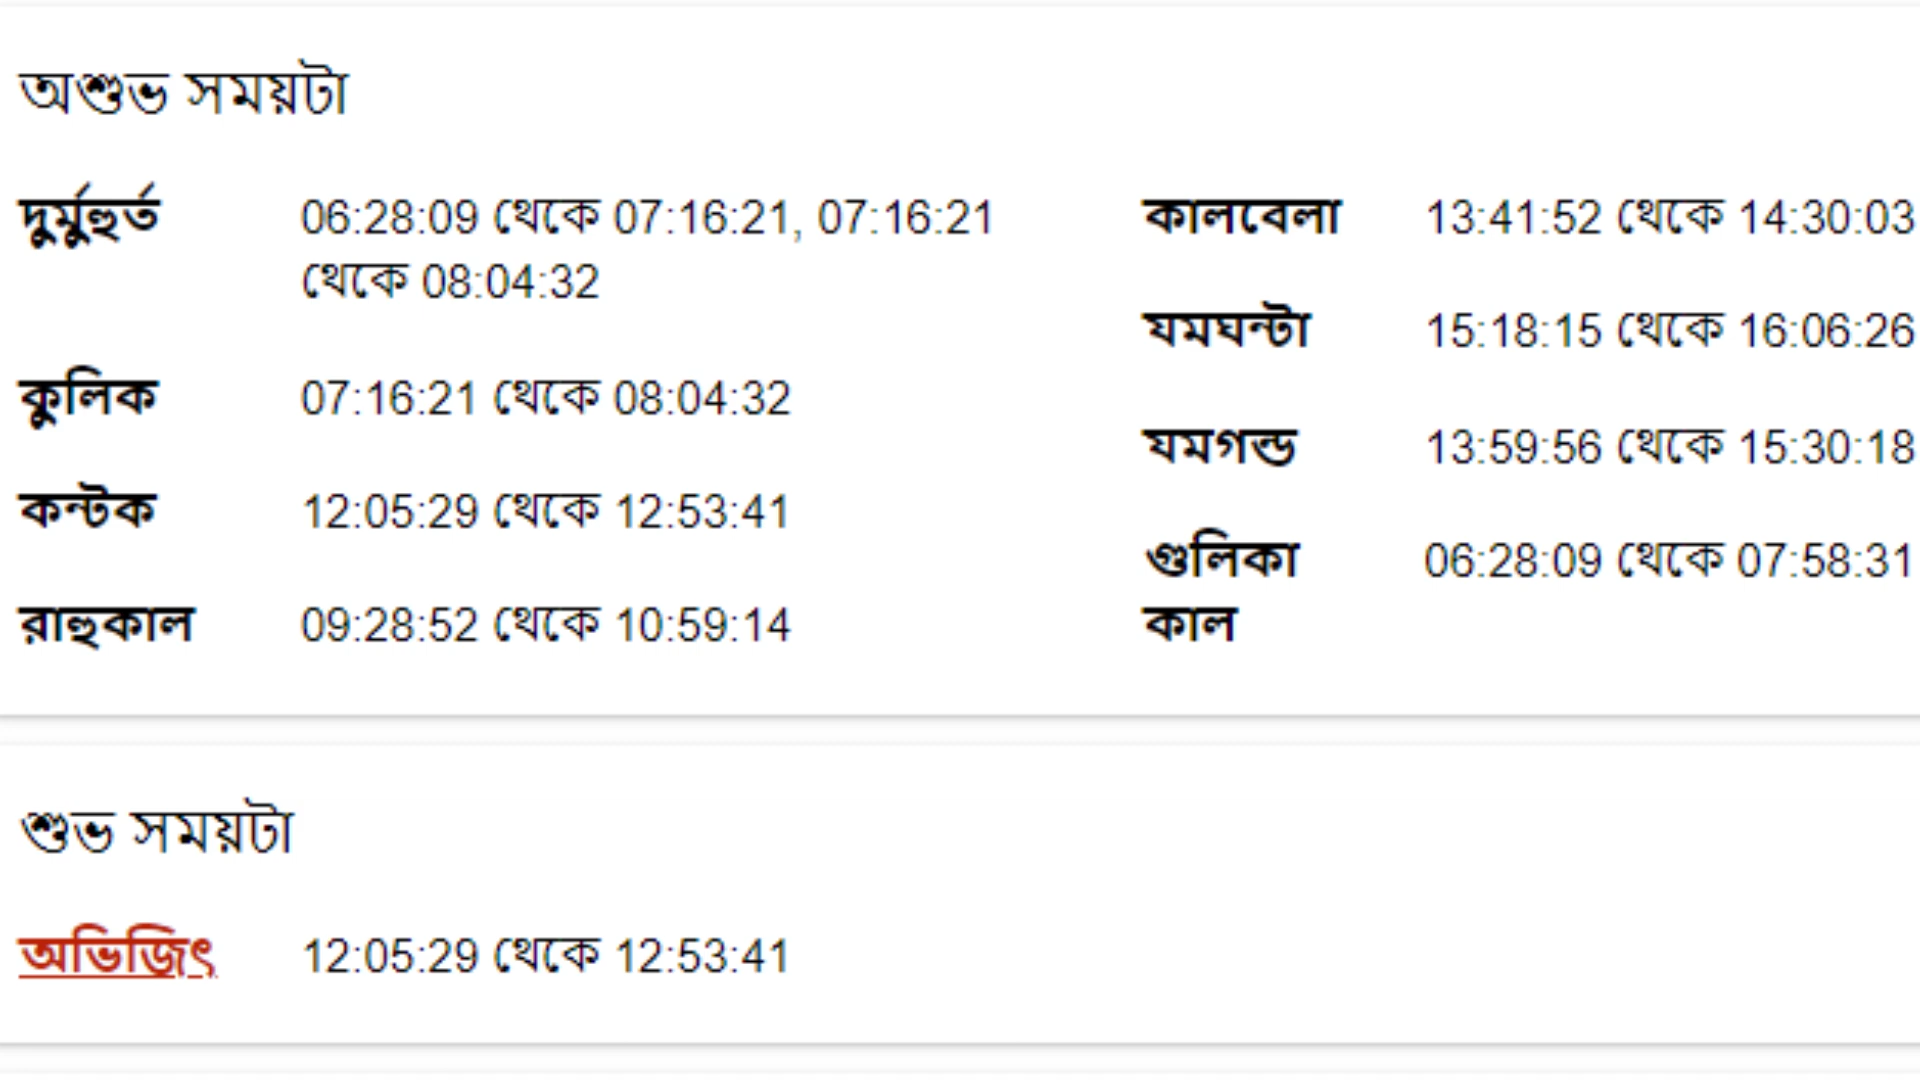 অশুভ সময়টা
দুর্মুহুর্ত 06:28:09 থেকে 07:16:21, 07:16:21
থেকে 08:04:32
কুলিক 07:16:21 থেকে 08:04:32
কন্টক 12:05:29 থেকে 12:53:41
রাহুকাল 09:28:52 থেকে 10:59:14
কালবেলা 13:41:52 থেকে 14:30:03
যমঘন্টা 15:18:15 থেকে 16:06:26
যমগন্ড 13:59:56 থেকে 15:30:18
গুলিকা 06:28:09 থেকে 07:58:31
কাল
শুভ সময়টা
অভিজিৎ 12:05:29 থেকে 12:53:41